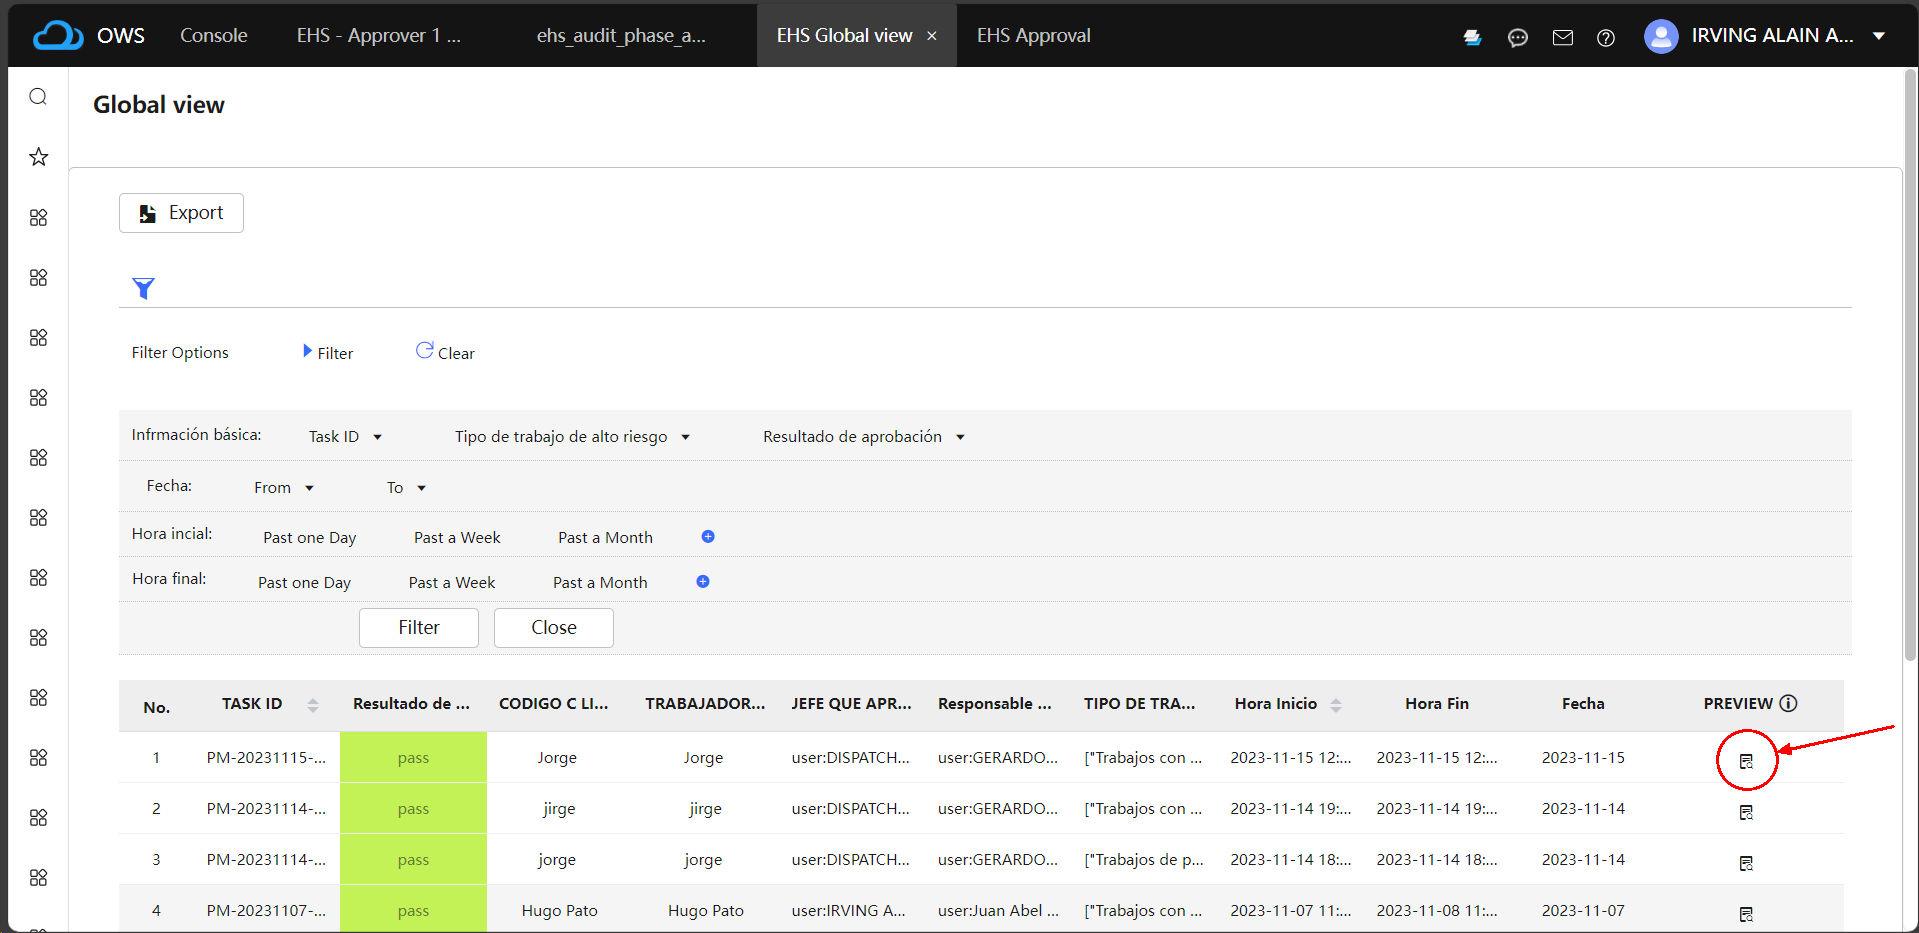 OWS Console EHS - Approver 1 ... ehs_audit_phase_a... EHS Global view × EHS Approval IRVING ALAIN A...
Global view
Export
Filter Options Filter Clear
Infrmación básica: Task ID Tipo de trabajo de alto riesgo Resultado de aprobación
Fecha: From To
Hora incial: Past one Day Past a Week Past a Month
Hora final: Past one Day Past a Week Past a Month
Filter Close
No. TASK ID Resultado de ... CODIGO C LI... TRABAJADOR... JEFE QUE APR... Responsable ... TIPO DE TRA... Hora Inicio Hora Fin Fecha PREVIEW
1 PM-20231115-... pass Jorge Jorge user:DISPATCH... user:GERARDO... ["Trabajos con ... 2023-11-15 12:... 2023-11-15 12:... 2023-11-15
2 PM-20231114-... pass jirge jirge user:DISPATCH... user:GERARDO... ["Trabajos con ... 2023-11-14 19:... 2023-11-14 19:... 2023-11-14
3 PM-20231114-... pass jorge jorge user:DISPATCH... user:GERARDO... ["Trabajos de p... 2023-11-14 18:... 2023-11-14 18:... 2023-11-14
4 PM-20231107-... pass Hugo Pato Hugo Pato user:IRVING A... user:Juan Abel ... ["Trabajos con ... 2023-11-07 11:... 2023-11-08 11:... 2023-11-07